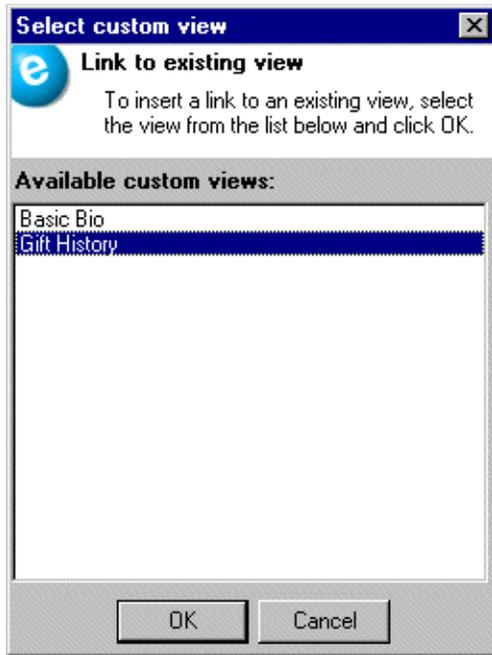 Select custom view
e
Link to existing view
To insert a link to an existing view, select
the view from the list below and click OK.
Available custom views:
Basic Bio
Gift History
OK
Cancel